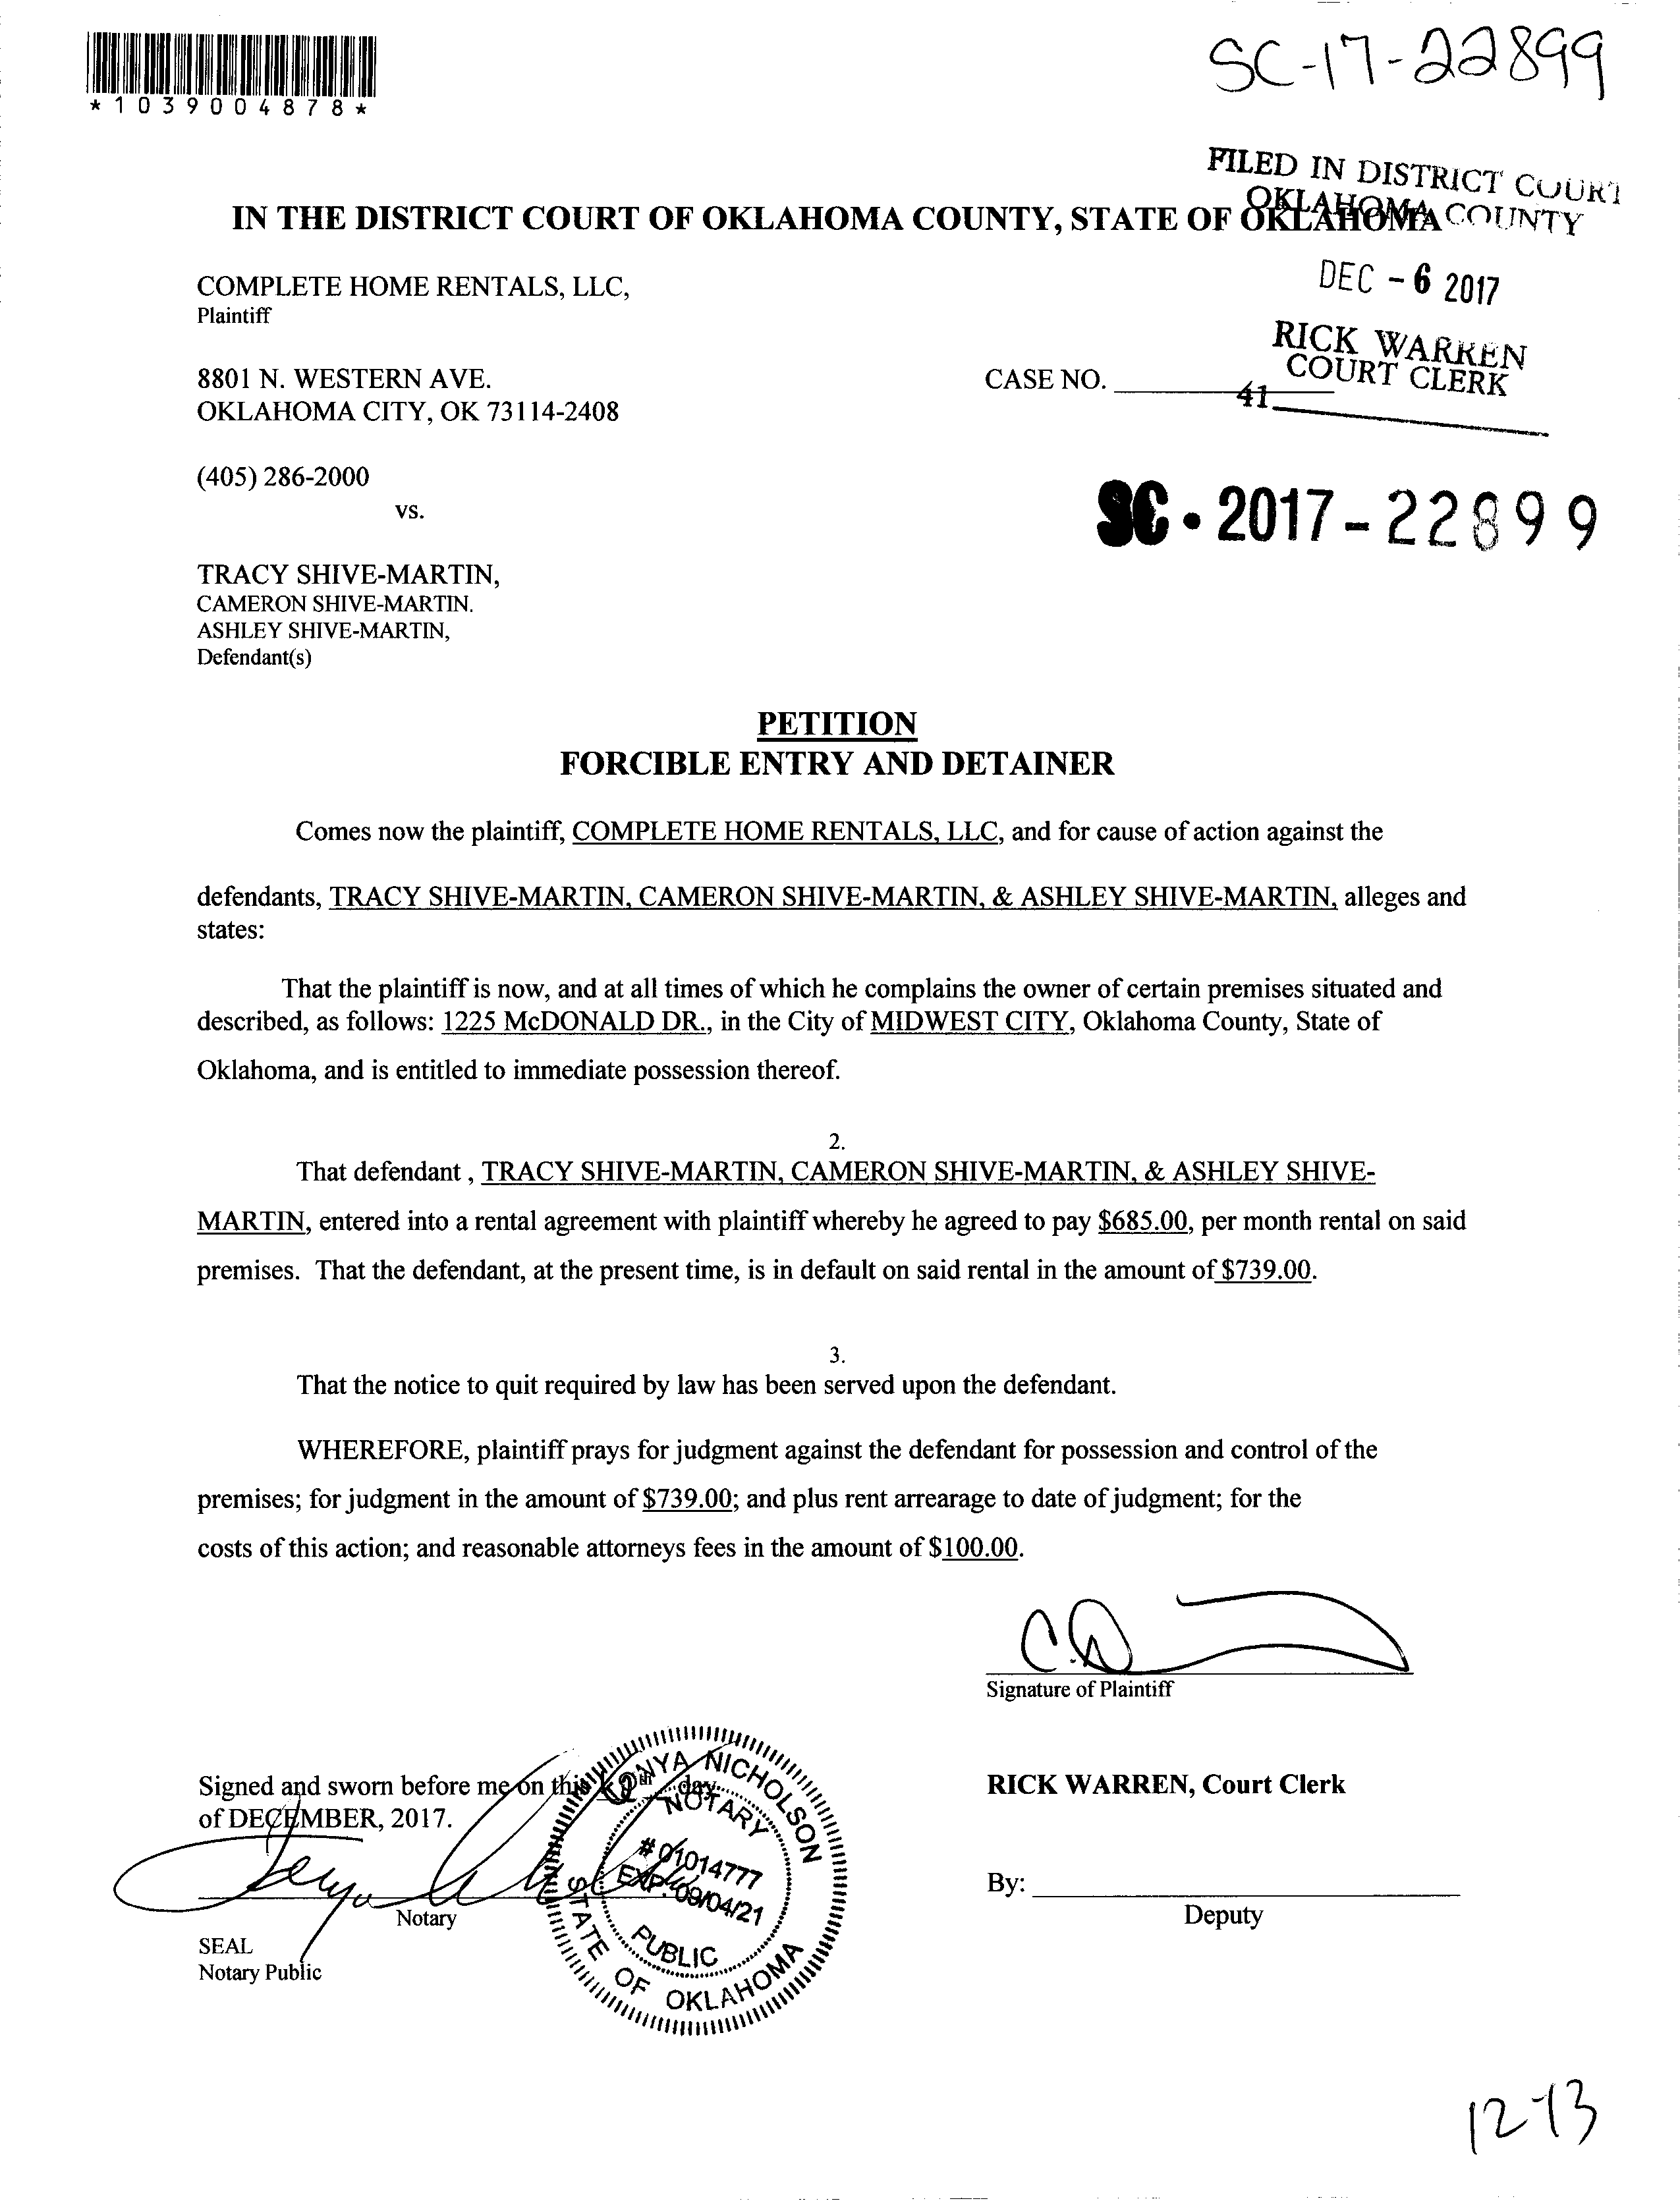 *1039004878*
SC-17-22899
FILED IN DISTRICT COURT
OKLAHOMA COUNTY
IN THE DISTRICT COURT OF OKLAHOMA COUNTY, STATE OF OKLAHOMA
DEC - 6 2017
COMPLETE HOME RENTALS, LLC,
Plaintiff
RICK WARREN
COURT CLERK
8801 N. WESTERN AVE.
CASE NO.
41
OKLAHOMA CITY, OK 73114-2408
(405) 286-2000
vs.
SC-2017-22899
TRACY SHIVE-MARTIN,
CAMERON SHIVE-MARTIN.
ASHLEY SHIVE-MARTIN,
Defendant(s)
PETITION
FORCIBLE ENTRY AND DETAINER
Comes now the plaintiff, COMPLETE HOME RENTALS, LLC, and for cause of action against the
defendants, TRACY SHIVE-MARTIN, CAMERON SHIVE-MARTIN, & ASHLEY SHIVE-MARTIN, alleges and
states:
That the plaintiff is now, and at all times of which he complains the owner of certain premises situated and
described, as follows: 1225 McDONALD DR., in the City of MIDWEST CITY, Oklahoma County, State of
Oklahoma, and is entitled to immediate possession thereof.
2.
That defendant , TRACY SHIVE-MARTIN, CAMERON SHIVE-MARTIN, & ASHLEY SHIVE-
MARTIN, entered into a rental agreement with plaintiff whereby he agreed to pay $685.00, per month rental on said
premises. That the defendant, at the present time, is in default on said rental in the amount of $739.00.
3.
That the notice to quit required by law has been served upon the defendant.
WHEREFORE, plaintiff prays for judgment against the defendant for possession and control of the
premises; for judgment in the amount of $739.00; and plus rent arrearage to date of judgment; for the
costs of this action; and reasonable attorneys fees in the amount of $100.00.
Signature of Plaintiff
Signed and sworn before me on this th day
of DECEMBER, 2017.
RICK WARREN, Court Clerk
NICHOLSON
NOTARY
#01014777
EXP. 09/04/21
PUBLIC
STATE OF OKLAHOMA
Notary
By:
Deputy
SEAL
Notary Public
12-13